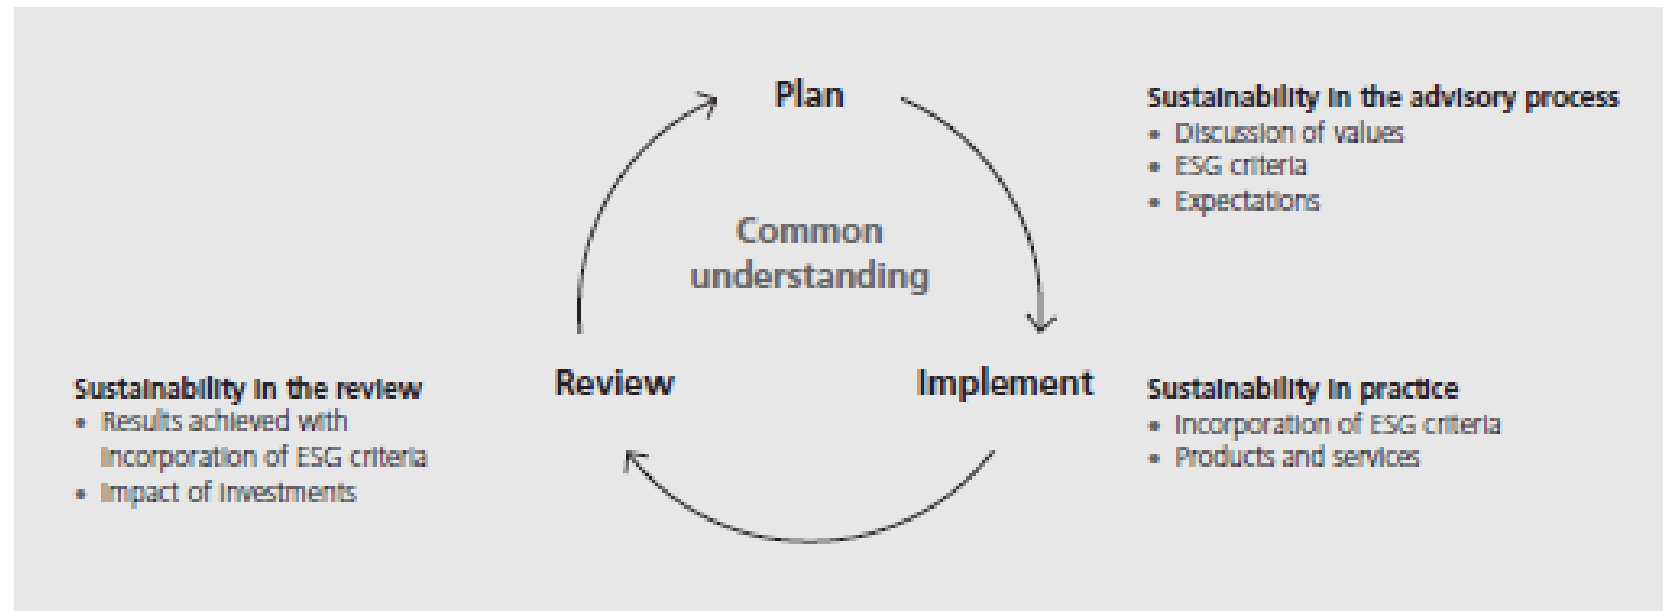 Plan
Sustainability in the advisory process
• Discussion of values
• ESG criteria
• Expectations
Common
understanding
Review
Implement
Sustainability in the review
• Results achieved with
incorporation of ESG criteria
• Impact of investments
Sustainability in practice
• Incorporation of ESG criteria
• Products and services